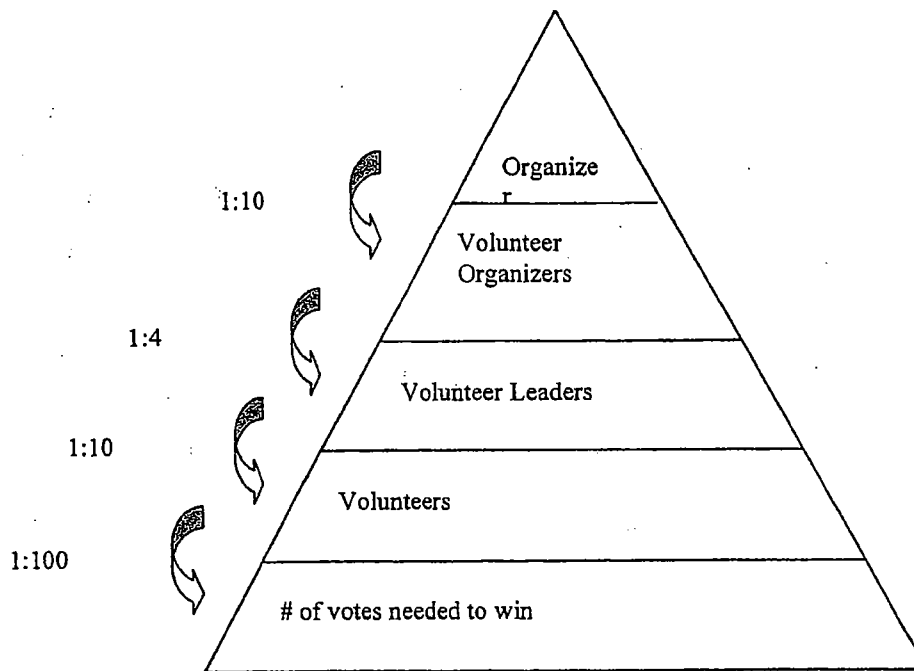 Organize
r
1:10
Volunteer
Organizers
1:4
Volunteer Leaders
1:10
Volunteers
1:100
# of votes needed to win